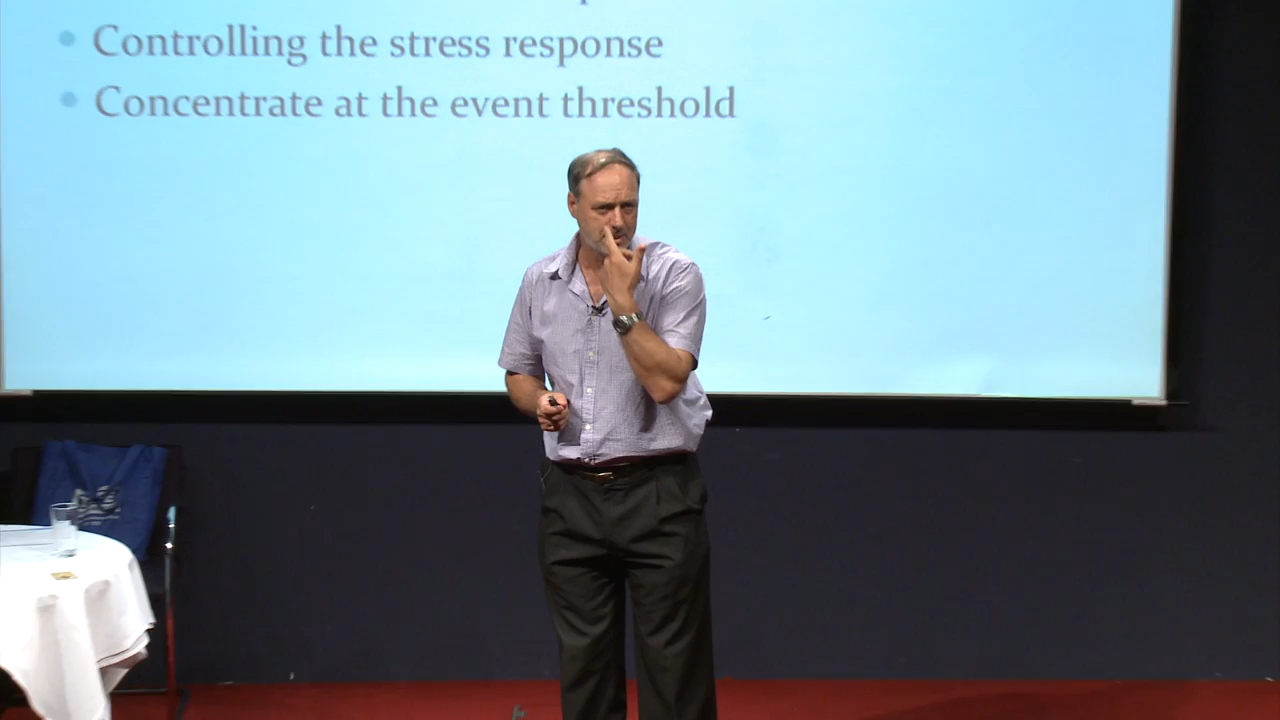 Controlling the stress response
Concentrate at the event threshold